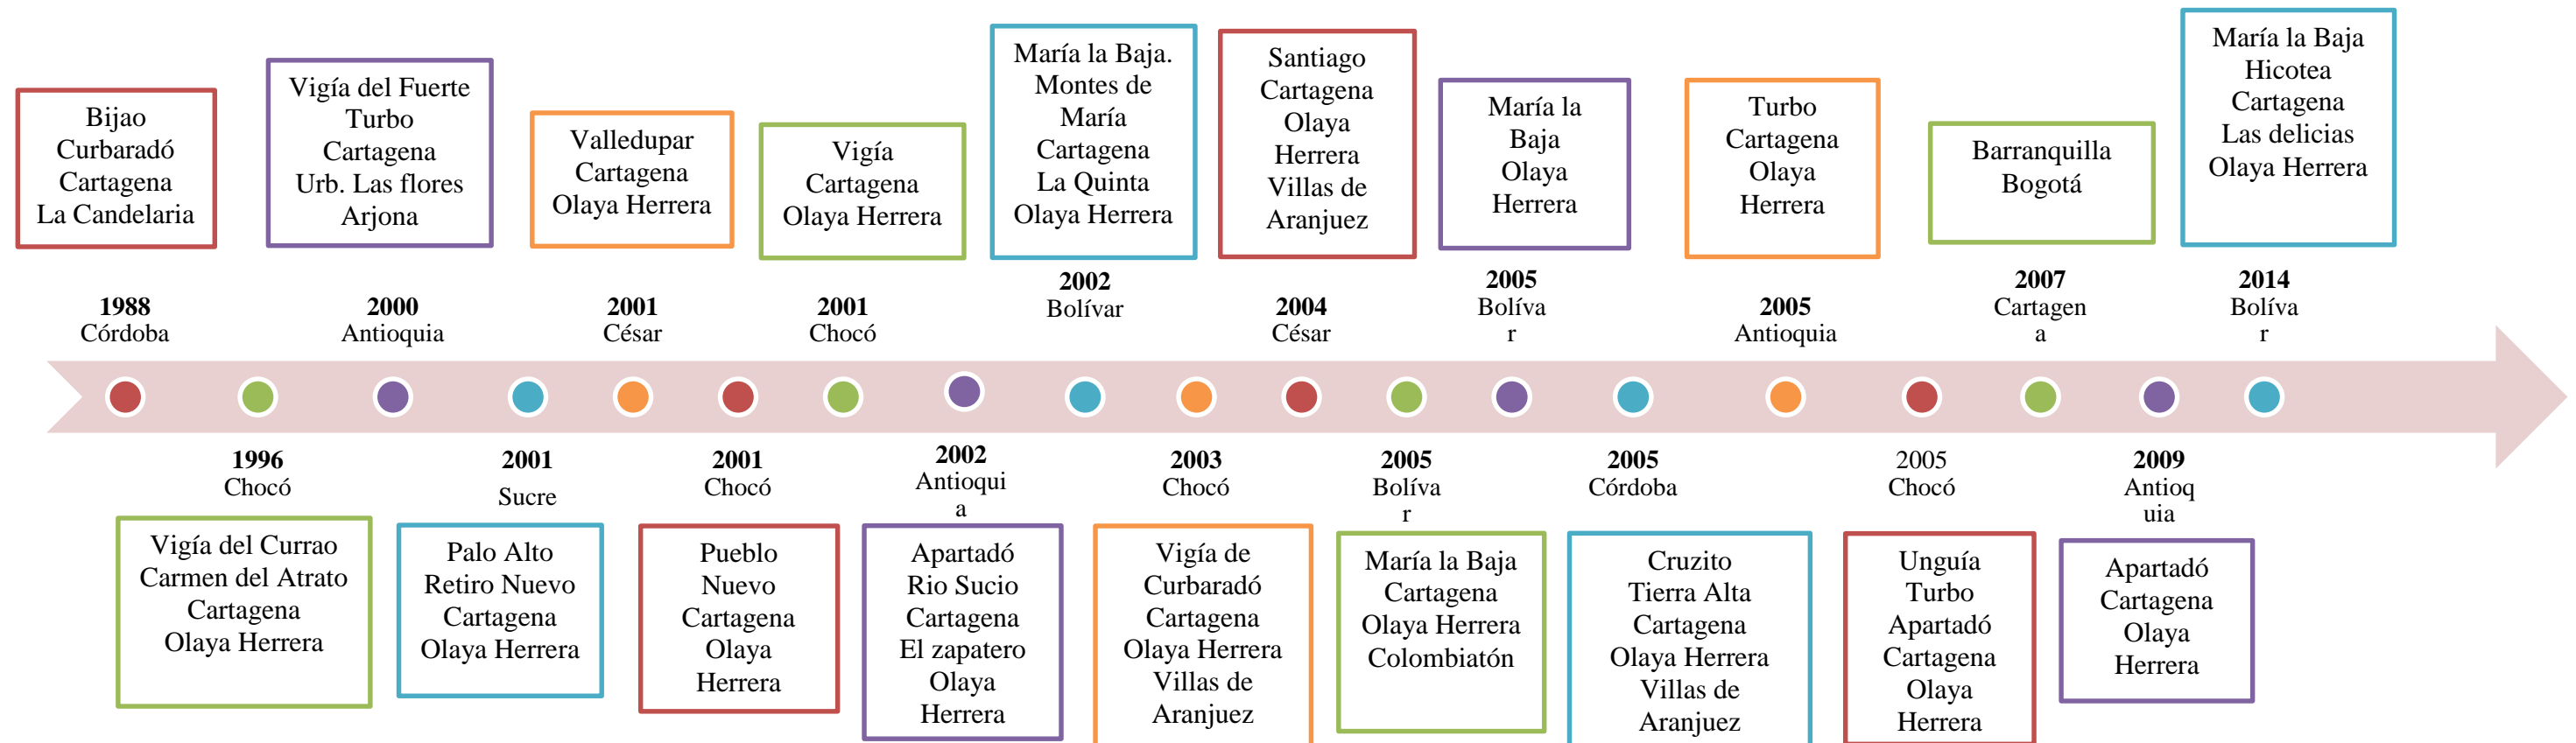 Bijao
Curbaradó
Cartagena
La Candelaria
Vigía del Fuerte
Turbo
Cartagena
Urb. Las flores
Arjona
Valledupar
Cartagena
Olaya Herrera
Vigía
Cartagena
Olaya Herrera
María la Baja.
Montes de
María
Cartagena
La Quinta
Olaya Herrera
Santiago
Cartagena
Olaya
Herrera
Villas de
Aranjuez
María la
Baja
Olaya
Herrera
Turbo
Cartagena
Olaya
Herrera
Barranquilla
Bogotá
María la Baja
Hicotea
Cartagena
Las delicias
Olaya Herrera
1988
Córdoba
2000
Antioquia
2001
César
2001
Chocó
2002
Bolívar
2004
César
2005
Bolíva
r
2005
Antioquia
2007
Cartagen
a
2014
Bolíva
r
1996
Chocó
2001
Sucre
2001
Chocó
2002
Antioqui
a
2003
Chocó
2005
Bolíva
r
2005
Córdoba
2005
Chocó
2009
Antioq
uia
Vigía del Currao
Carmen del Atrato
Cartagena
Olaya Herrera
Palo Alto
Retiro Nuevo
Cartagena
Olaya Herrera
Pueblo
Nuevo
Cartagena
Olaya
Herrera
Apartadó
Rio Sucio
Cartagena
El zapatero
Olaya
Herrera
Vigía de
Curbaradó
Cartagena
Olaya Herrera
Villas de
Aranjuez
María la Baja
Cartagena
Olaya Herrera
Colombiatón
Cruzito
Tierra Alta
Cartagena
Olaya Herrera
Villas de
Aranjuez
Unguía
Turbo
Apartadó
Cartagena
Olaya
Herrera
Apartadó
Cartagena
Olaya
Herrera